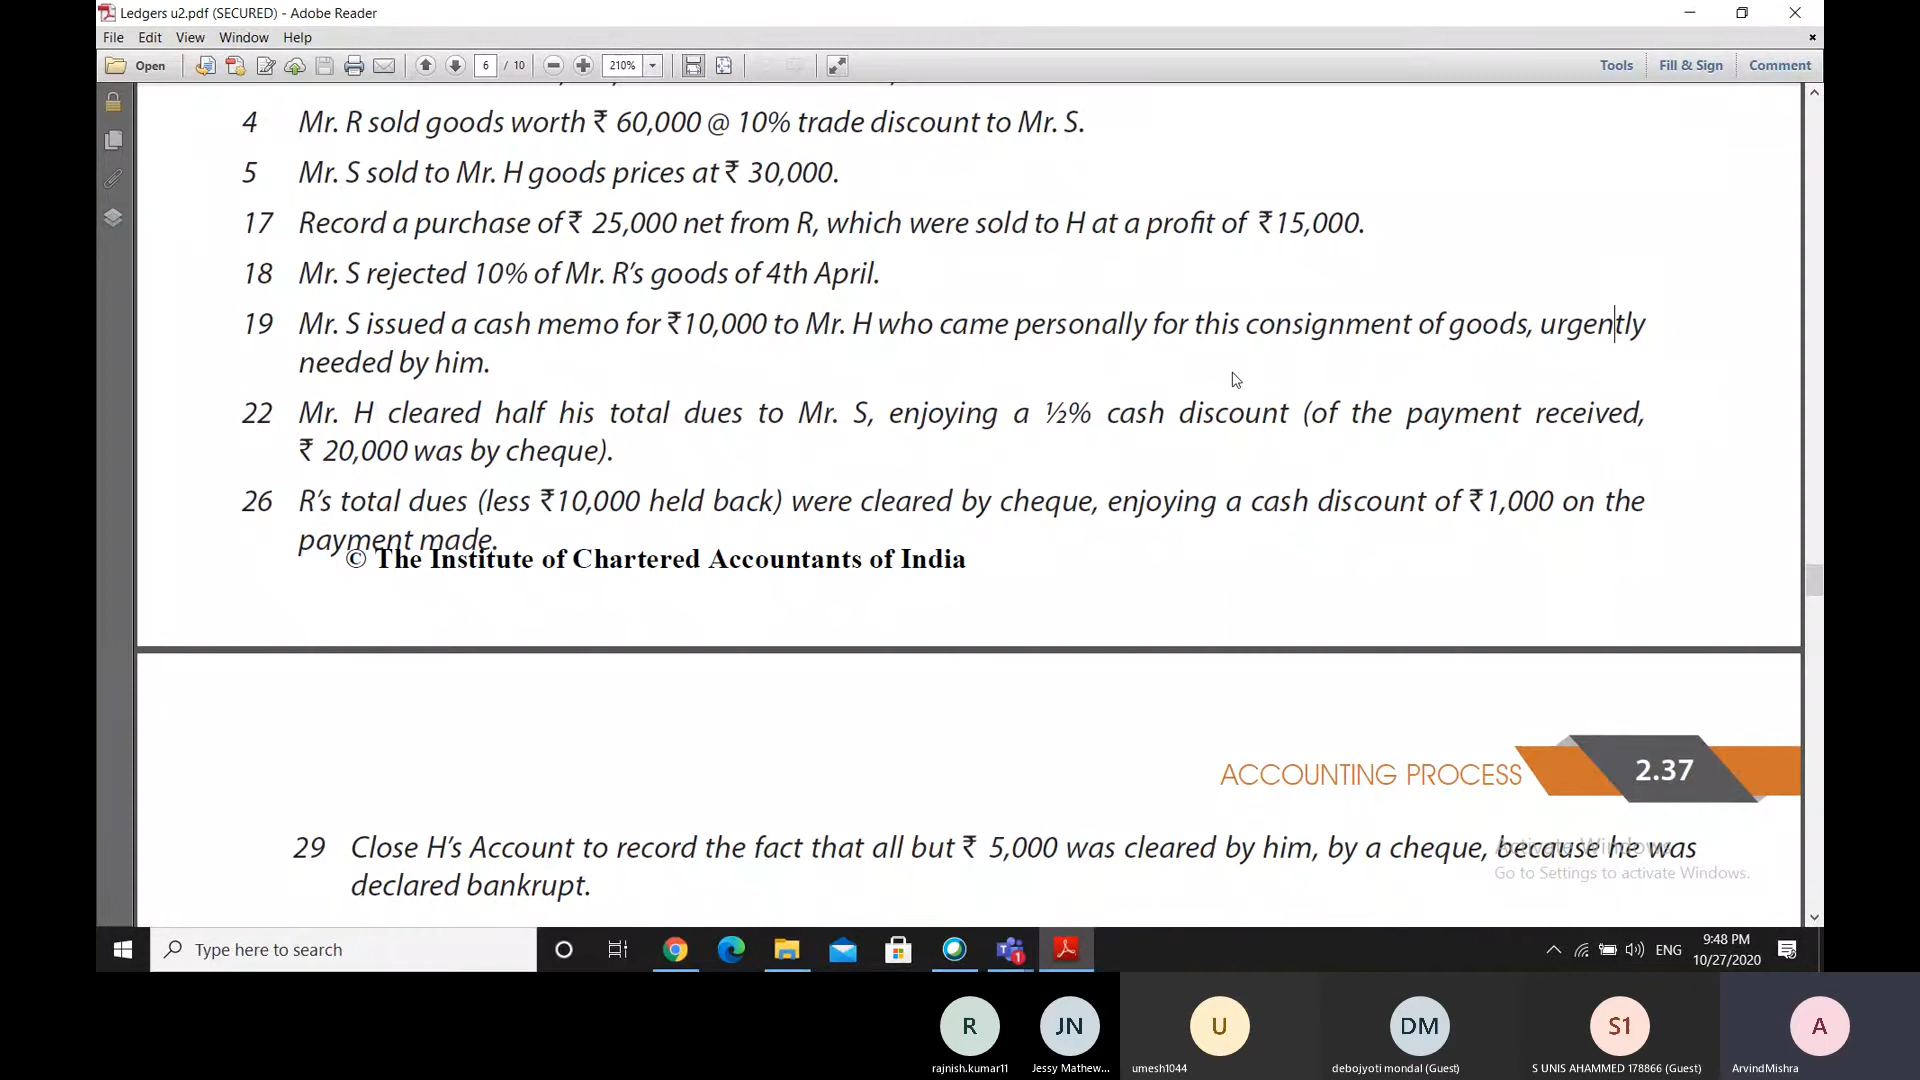 Ledgers u2.pdf (SECURED) - Adobe Reader
File Edit View Window Help
Open 6 / 10 210% Tools Fill & Sign Comment
4 Mr. R sold goods worth ₹ 60,000 @ 10% trade discount to Mr. S.
5 Mr. S sold to Mr. H goods prices at ₹ 30,000.
17 Record a purchase of ₹ 25,000 net from R, which were sold to H at a profit of ₹15,000.
18 Mr. S rejected 10% of Mr. R's goods of 4th April.
19 Mr. S issued a cash memo for ₹10,000 to Mr. H who came personally for this consignment of goods, urgently
needed by him.
22 Mr. H cleared half his total dues to Mr. S, enjoying a ½% cash discount (of the payment received,
₹ 20,000 was by cheque).
26 R's total dues (less ₹10,000 held back) were cleared by cheque, enjoying a cash discount of ₹1,000 on the
payment made.
© The Institute of Chartered Accountants of India
ACCOUNTING PROCESS 2.37
29 Close H's Account to record the fact that all but ₹ 5,000 was cleared by him, by a cheque, because he was
declared bankrupt.
Activate Windows
Go to Settings to activate Windows.
Type here to search
ENG
9:48 PM
10/27/2020
1
R JN U DM S1 A
rajnish.kumar11 Jessy Mathew... umesh1044 debojyoti mondal (Guest) S UNIS AHAMMED 178866 (Guest) ArvindMishra